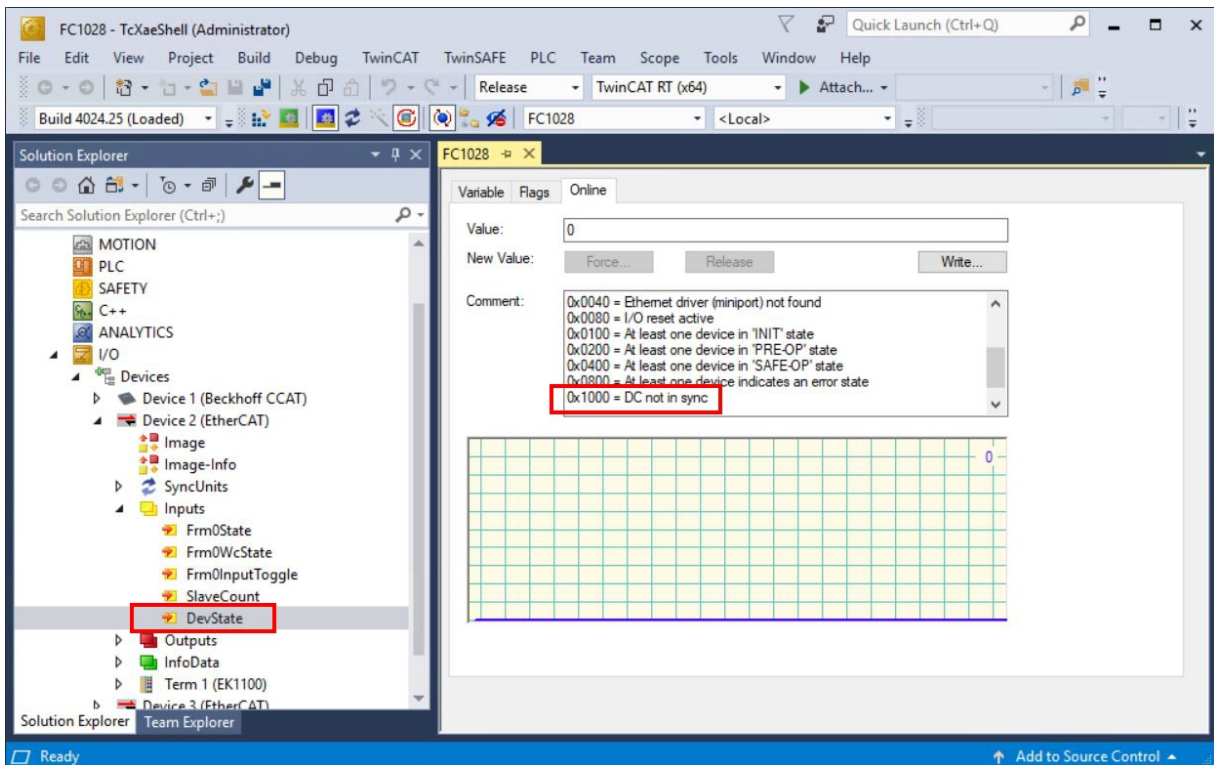 FC1028 - TcXaeShell (Administrator)
Quick Launch (Ctrl+Q)
File Edit View Project Build Debug TwinCAT TwinSAFE PLC Team Scope Tools Window Help
Release TwinCAT RT (x64) Attach...
Build 4024.25 (Loaded) FC1028 <Local>
Solution Explorer
Search Solution Explorer (Ctrl+;)
MOTION
PLC
SAFETY
C++
ANALYTICS
I/O
Devices
Device 1 (Beckhoff CCAT)
Device 2 (EtherCAT)
Image
Image-Info
SyncUnits
Inputs
Frm0State
Frm0WcState
Frm0InputToggle
SlaveCount
DevState
Outputs
InfoData
Term 1 (EK1100)
Device 3 (EtherCAT)
Solution Explorer Team Explorer
FC1028
Variable Flags Online
Value: 0
New Value: Force... Release Write...
Comment:
0x0040 = Ethernet driver (miniport) not found
0x0080 = I/O reset active
0x0100 = At least one device in 'INIT' state
0x0200 = At least one device in 'PRE-OP' state
0x0400 = At least one device in 'SAFE-OP' state
0x0800 = At least one device indicates an error state
0x1000 = DC not in sync
0
Ready
Add to Source Control